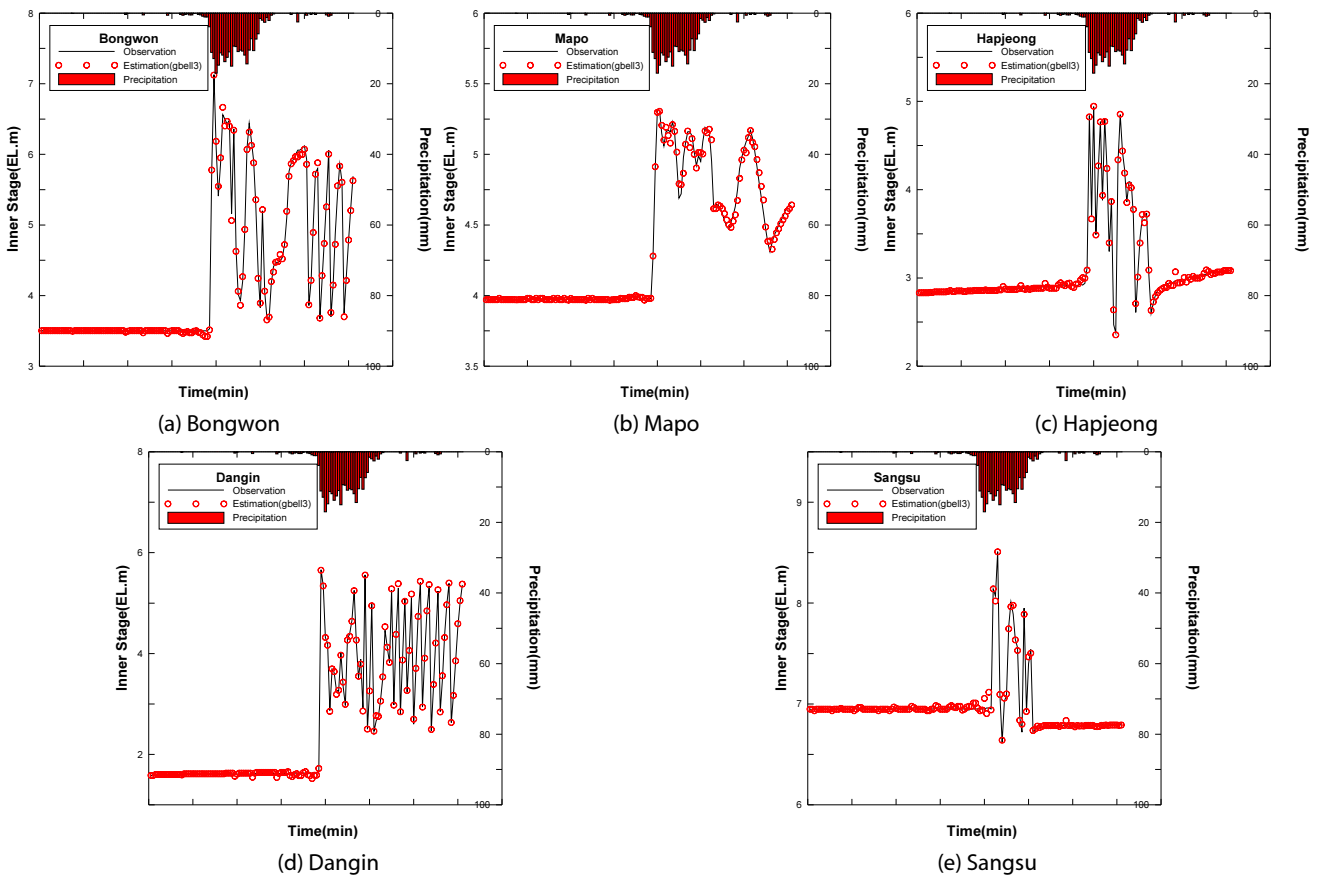 Bongwon
Observation
Estimation(gbell3)
Precipitation
8
7
6
5
4
3
0
20
40
60
80
100
Inner Stage(EL.m)
Precipitation(mm)
Time(min)
(a) Bongwon
Mapo
Observation
Estimation(gbell3)
Precipitation
6
5.5
5
4.5
4
3.5
0
20
40
60
80
100
Inner Stage(EL.m)
Precipitation(mm)
Time(min)
(b) Mapo
Hapjeong
Observation
Estimation(gbell3)
Precipitation
6
5
4
3
2
0
20
40
60
80
100
Inner Stage(EL.m)
Precipitation(mm)
Time(min)
(c) Hapjeong
Dangin
Observation
Estimation(gbell3)
Precipitation
8
6
4
2
0
20
40
60
80
100
Inner Stage(EL.m)
Precipitation(mm)
Time(min)
(d) Dangin
Sangsu
Observation
Estimation(gbell3)
Precipitation
9
8
7
6
0
20
40
60
80
100
Inner Stage(EL.m)
Precipitation(mm)
Time(min)
(e) Sangsu